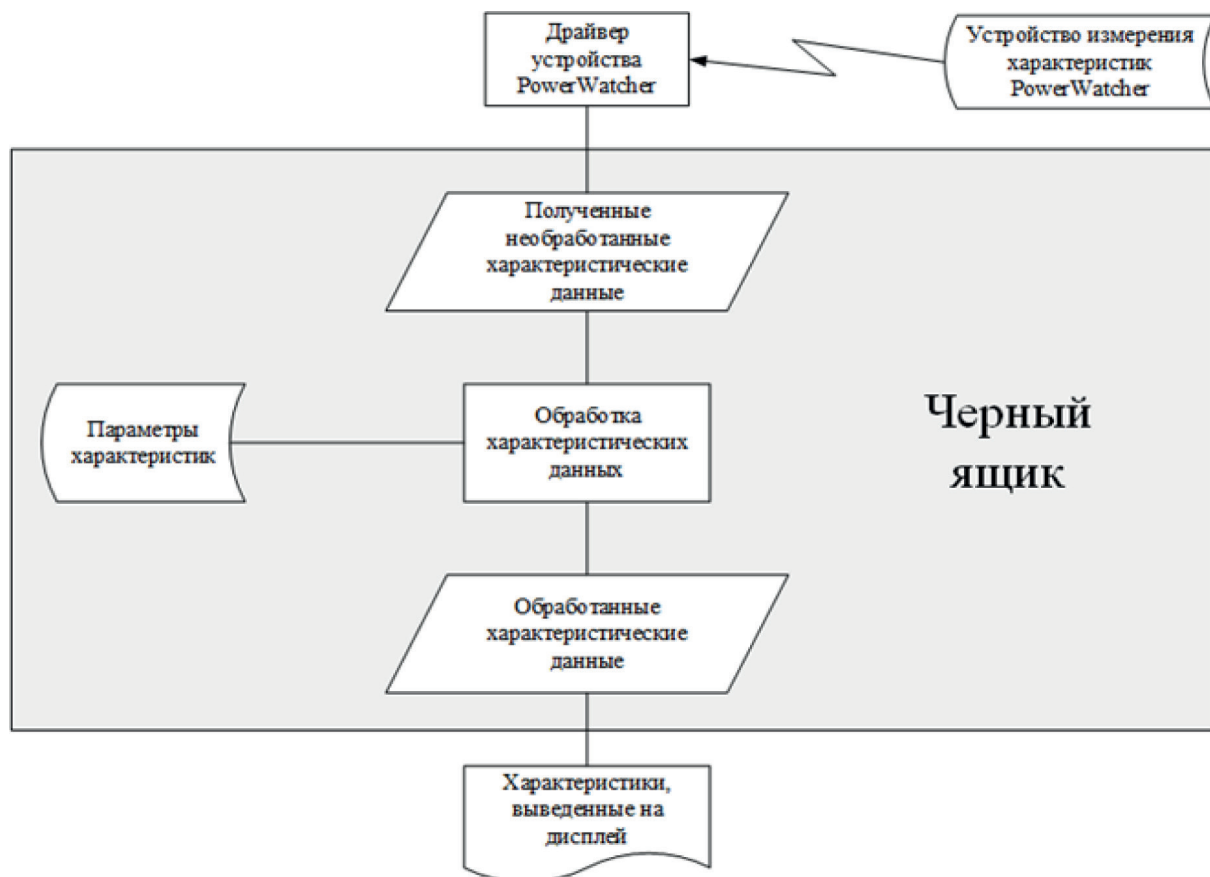 Драйвер
устройства
PowerWatcher
Устройство измерения
характеристик
PowerWatcher
Полученные
необработанные
характеристические
данные
Параметры
характеристик
Обработка
характеристических
данных
Черный
ящик
Обработанные
характеристические
данные
Характеристики,
выведенные на
дисплей